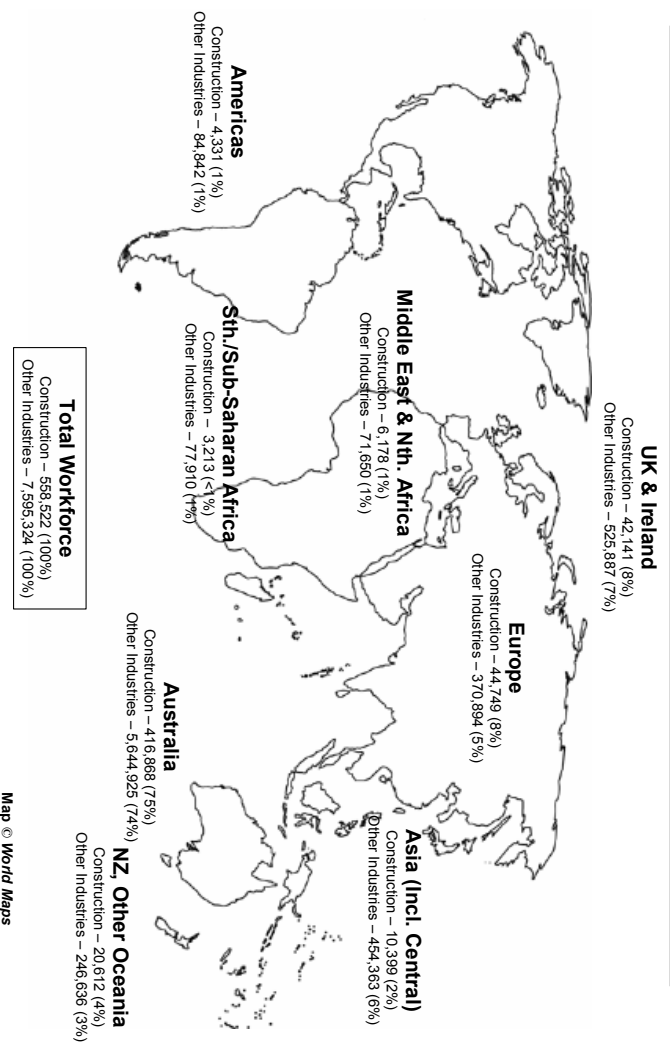 UK & Ireland
Construction – 42,141 (8%)
Other Industries – 525,887 (7%)
Europe
Construction – 44,749 (8%)
Other Industries – 370,894 (5%)
Asia (Incl. Central)
Construction – 10,399 (2%)
Other Industries – 454,363 (6%)
Middle East & Nth. Africa
Construction – 6,178 (1%)
Other Industries – 71,650 (1%)
Americas
Construction – 4,331 (1%)
Other Industries – 84,842 (1%)
Sth./Sub-Saharan Africa
Construction – 3,213 (<1%)
Other Industries – 77,910 (1%)
Australia
Construction – 416,868 (75%)
Other Industries – 5,644,925 (74%)
NZ, Other Oceania
Construction – 20,612 (4%)
Other Industries – 246,636 (3%)
Total Workforce
Construction – 558,522 (100%)
Other Industries – 7,595,324 (100%)
Map © World Maps